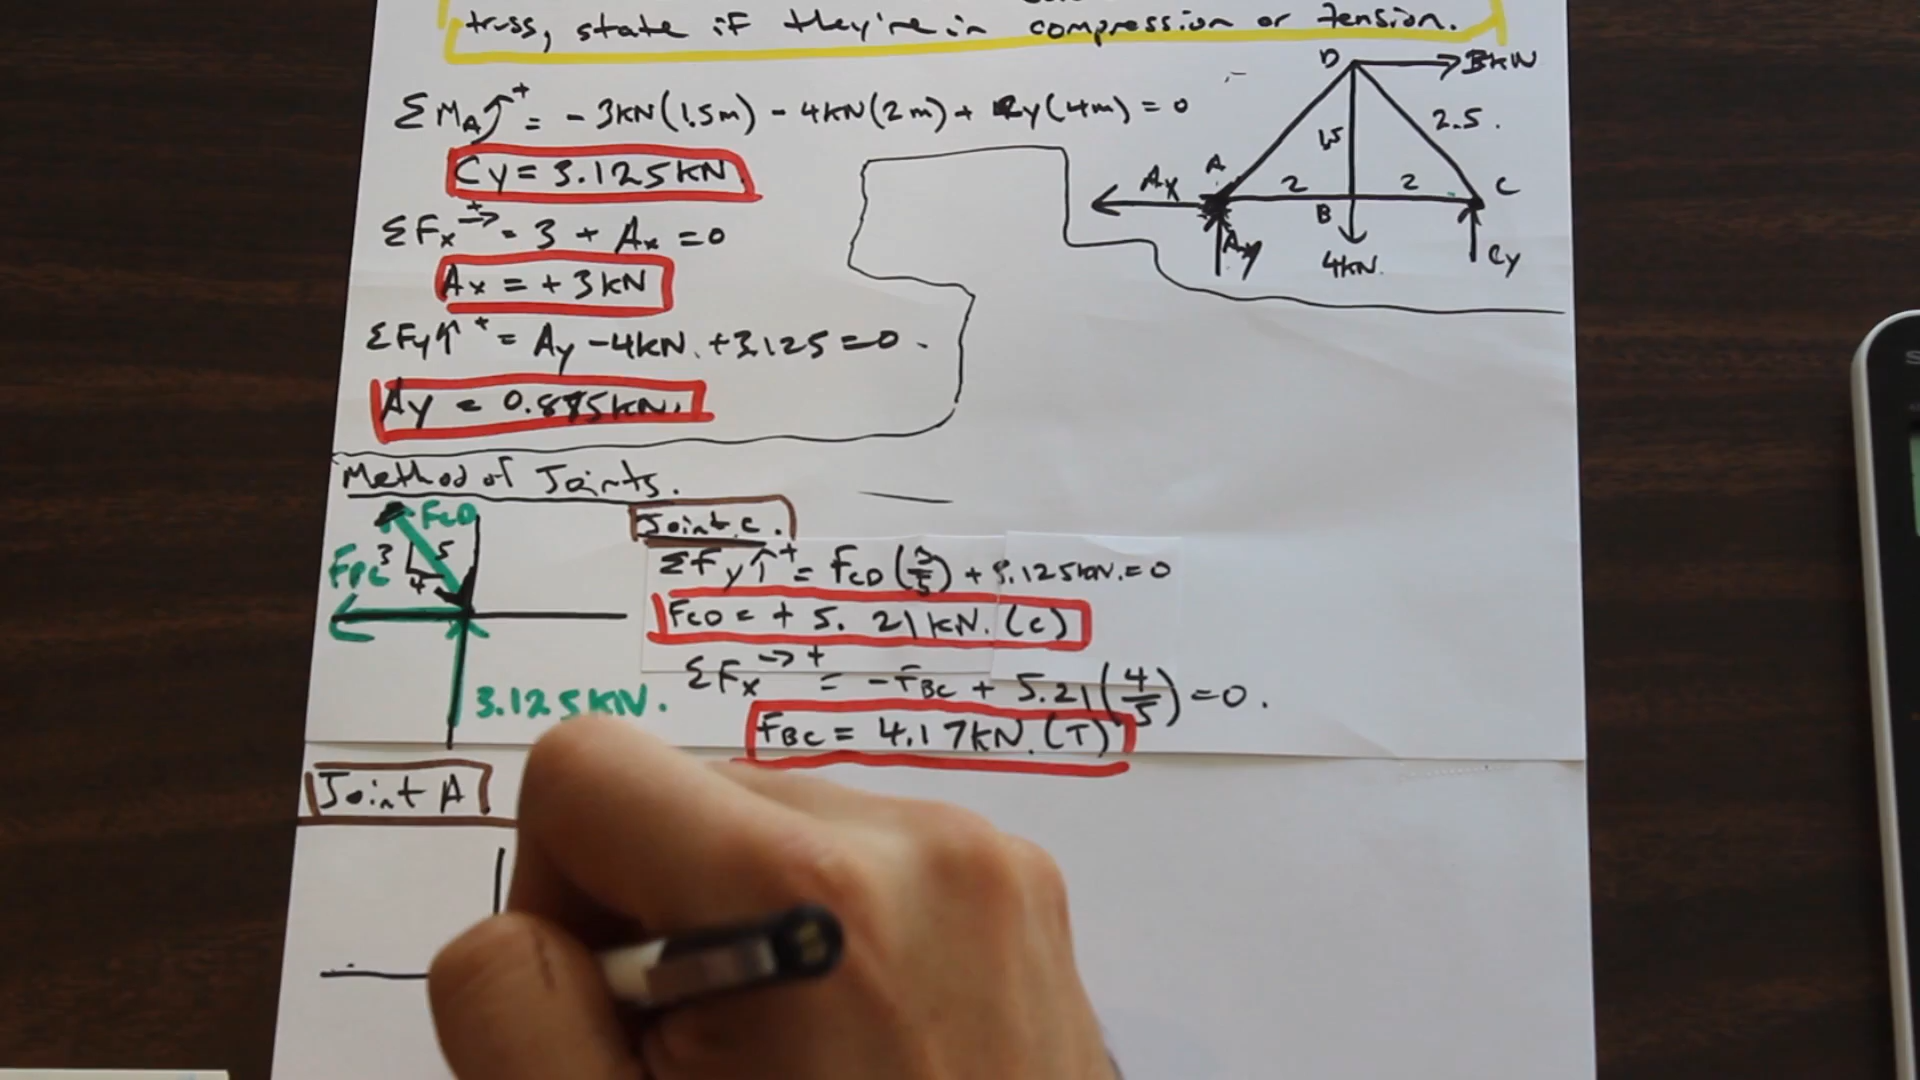 truss, state if they're in compression or tension.
ΣMA + = - 3KN(1.5m) - 4KN(2m) + Cy(4m) = 0
Cy = 3.125KN
ΣFx → + = 3 + Ax = 0
Ax = + 3KN
ΣFy↑ + = Ay - 4KN + 3.125 = 0.
Ay = 0.875KN.
D
3KN
1.5
2.5.
A
Ax
2
2
C
B
Ay
4KN.
Cy
Method of Joints.
FCD
3
5
4
3.125KN.
Joint C.
ΣFy↑ + = FCD (3/5) + 3.125KN. = 0
FCD = + 5.21KN. (C)
ΣFx → + = -FBC + 5.21(4/5) = 0.
FBC = 4.17KN. (T)
Joint A